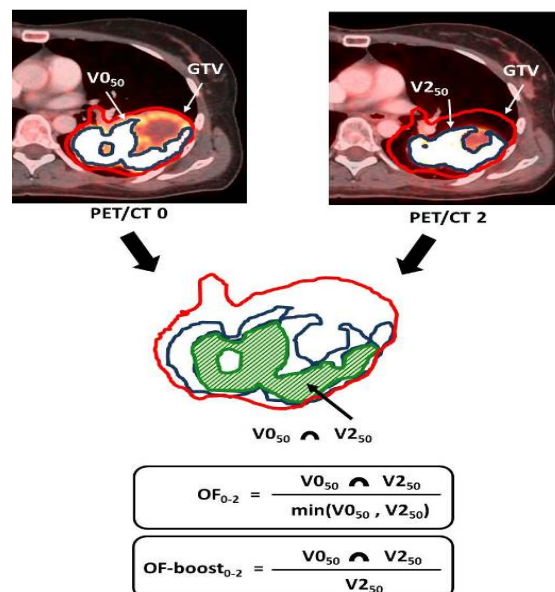 V0₅₀ GTV
V2₅₀ GTV
PET/CT 0
PET/CT 2
V0₅₀ ∩ V2₅₀
OF₀₋₂ = V0₅₀ ∩ V2₅₀
min(V0₅₀ , V2₅₀)
OF-boost₀₋₂ = V0₅₀ ∩ V2₅₀
V2₅₀